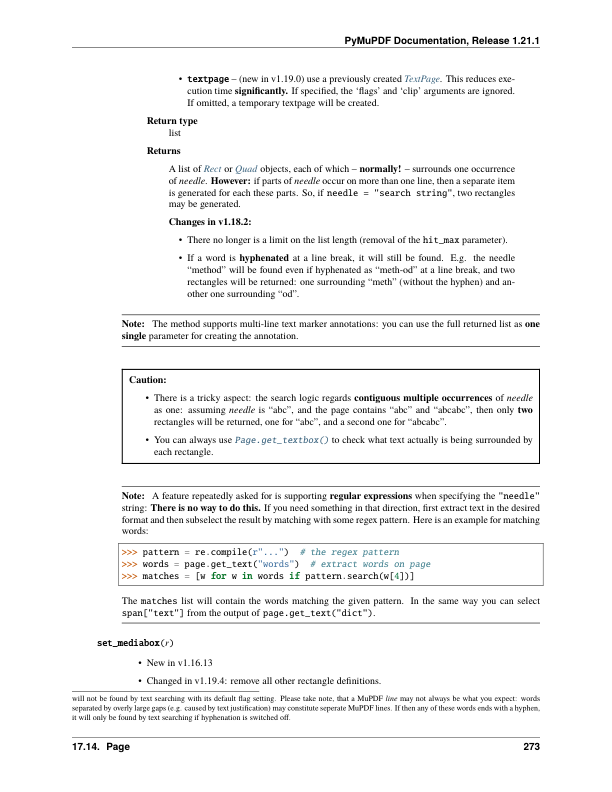 PyMuPDF Documentation, Release 1.21.1
• textpage – (new in v1.19.0) use a previously created TextPage. This reduces exe-
cution time significantly. If specified, the ‘flags’ and ‘clip’ arguments are ignored.
If omitted, a temporary textpage will be created.
Return type
list
Returns
A list of Rect or Quad objects, each of which – normally! – surrounds one occurrence
of needle. However: if parts of needle occur on more than one line, then a separate item
is generated for each these parts. So, if needle = "search string", two rectangles
may be generated.
Changes in v1.18.2:
• There no longer is a limit on the list length (removal of the hit_max parameter).
• If a word is hyphenated at a line break, it will still be found. E.g. the needle
“method” will be found even if hyphenated as “meth-od” at a line break, and two
rectangles will be returned: one surrounding “meth” (without the hyphen) and an-
other one surrounding “od”.
Note: The method supports multi-line text marker annotations: you can use the full returned list as one
single parameter for creating the annotation.
Caution:
• There is a tricky aspect: the search logic regards contiguous multiple occurrences of needle
as one: assuming needle is “abc”, and the page contains “abc” and “abcabc”, then only two
rectangles will be returned, one for “abc”, and a second one for “abcabc”.
• You can always use Page.get_textbox() to check what text actually is being surrounded by
each rectangle.
Note: A feature repeatedly asked for is supporting regular expressions when specifying the "needle"
string: There is no way to do this. If you need something in that direction, first extract text in the desired
format and then subselect the result by matching with some regex pattern. Here is an example for matching
words:
>>> pattern = re.compile(r"...") # the regex pattern
>>> words = page.get_text("words") # extract words on page
>>> matches = [w for w in words if pattern.search(w[4])]
The matches list will contain the words matching the given pattern. In the same way you can select
span["text"] from the output of page.get_text("dict").
set_mediabox(r)
• New in v1.16.13
• Changed in v1.19.4: remove all other rectangle definitions.
will not be found by text searching with its default flag setting. Please take note, that a MuPDF line may not always be what you expect: words
separated by overly large gaps (e.g. caused by text justification) may constitute seperate MuPDF lines. If then any of these words ends with a hyphen,
it will only be found by text searching if hyphenation is switched off.
17.14. Page 273